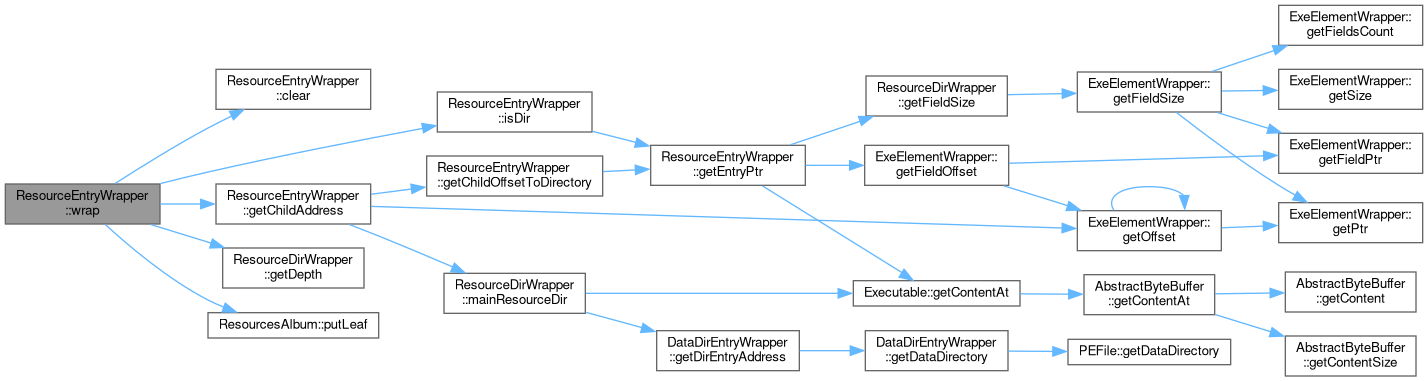 ResourceEntryWrapper
::wrap
ResourceEntryWrapper
::clear
ResourceEntryWrapper
::isDir
ResourceEntryWrapper
::getChildAddress
ResourceEntryWrapper
::getChildOffsetToDirectory
ResourceEntryWrapper
::getEntryPtr
ResourceDirWrapper
::getFieldSize
ExeElementWrapper::
getFieldSize
ExeElementWrapper::
getFieldsCount
ExeElementWrapper::
getSize
ExeElementWrapper::
getFieldPtr
ExeElementWrapper::
getPtr
ExeElementWrapper::
getFieldOffset
ExeElementWrapper::
getOffset
Executable::getContentAt
AbstractByteBuffer
::getContentAt
AbstractByteBuffer
::getContent
AbstractByteBuffer
::getContentSize
ResourceDirWrapper
::mainResourceDir
DataDirEntryWrapper
::getDirEntryAddress
DataDirEntryWrapper
::getDataDirectory
PEFile::getDataDirectory
ResourceDirWrapper
::getDepth
ResourcesAlbum::putLeaf